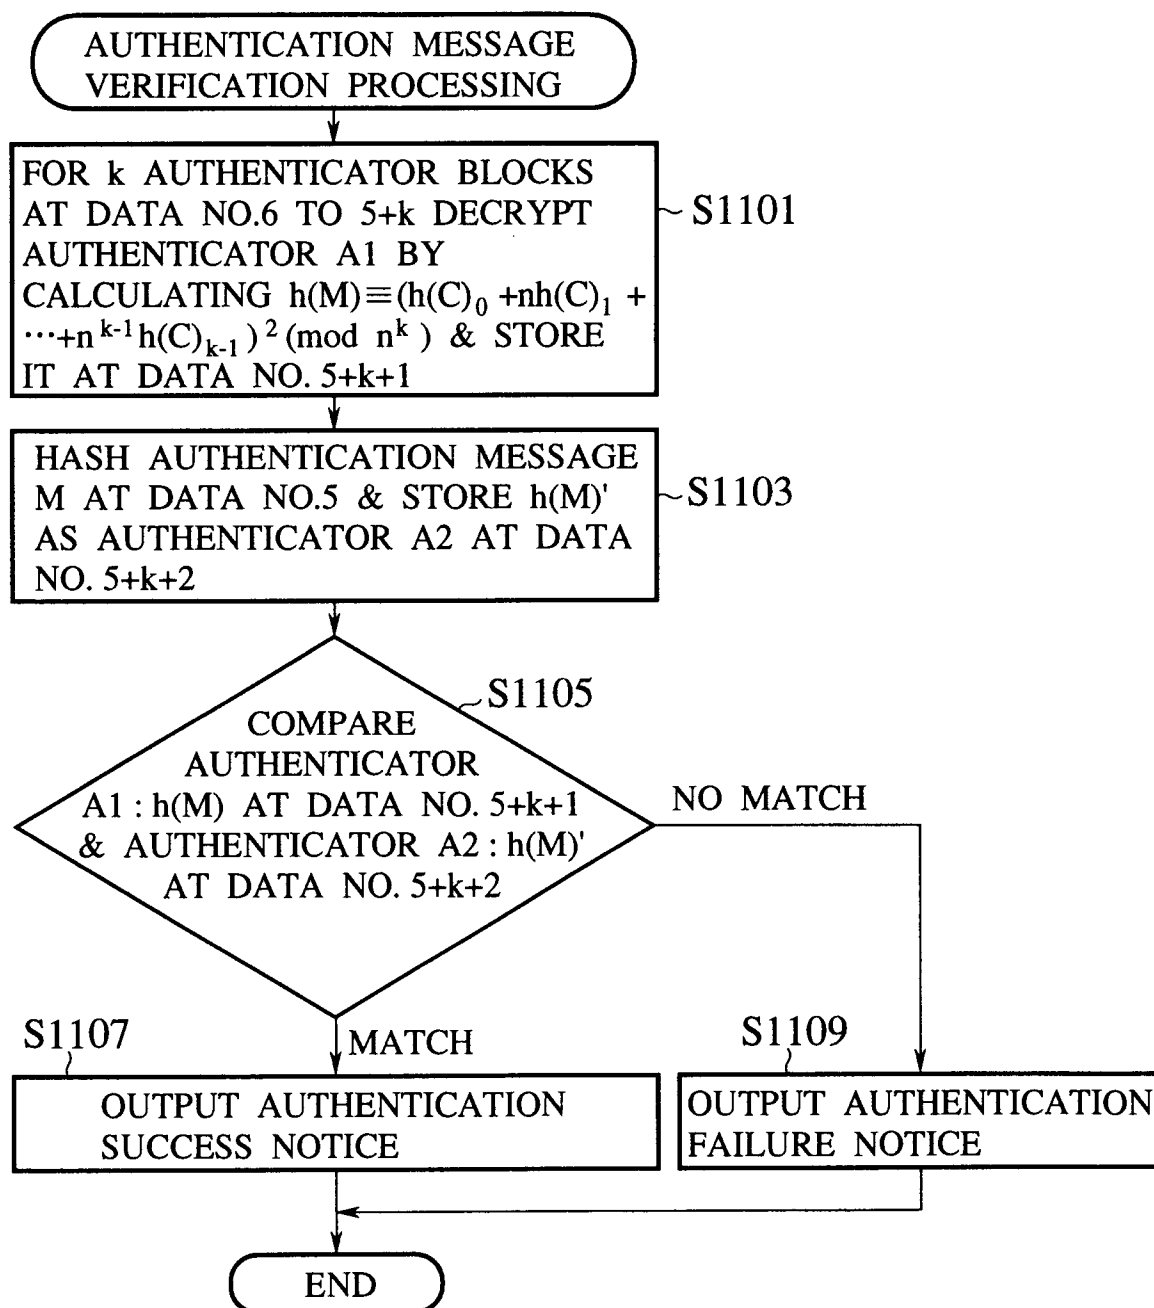 AUTHENTICATION MESSAGE
VERIFICATION PROCESSING
FOR k AUTHENTICATOR BLOCKS
AT DATA NO.6 TO 5+k DECRYPT
AUTHENTICATOR A1 BY
CALCULATING h(M)≡(h(C)₀ +nh(C)₁ +
⋯+n^{k-1}h(C)_{k-1})² (mod n^k) & STORE
IT AT DATA NO. 5+k+1
S1101
HASH AUTHENTICATION MESSAGE
M AT DATA NO.5 & STORE h(M)'
AS AUTHENTICATOR A2 AT DATA
NO. 5+k+2
S1103
S1105
COMPARE
AUTHENTICATOR
A1 : h(M) AT DATA NO. 5+k+1
& AUTHENTICATOR A2 : h(M)'
AT DATA NO. 5+k+2
NO MATCH
MATCH
S1107
OUTPUT AUTHENTICATION
SUCCESS NOTICE
S1109
OUTPUT AUTHENTICATION
FAILURE NOTICE
END